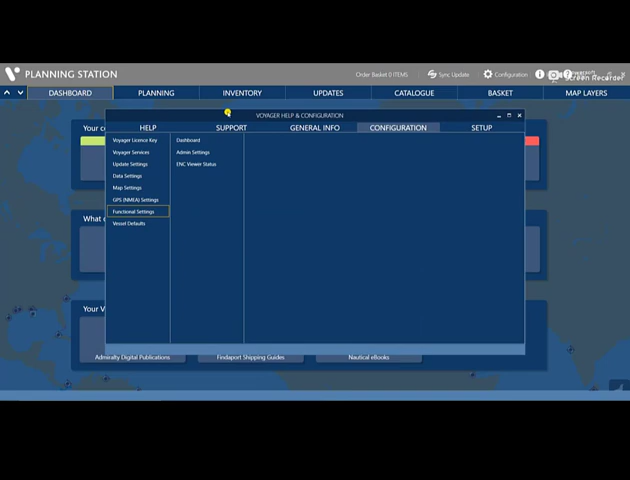 PLANNING STATION
Order Basket 0 ITEMS
Sync Update
Configuration
Screen Recorder
DASHBOARD
PLANNING
INVENTORY
UPDATES
CATALOGUE
BASKET
MAP LAYERS
VOYAGER HELP & CONFIGURATION
HELP
SUPPORT
GENERAL INFO
CONFIGURATION
SETUP
Voyager Licence Key
Voyager Services
Update Settings
Data Settings
Map Settings
GPS (NMEA) Settings
Functional Settings
Vessel Defaults
Dashboard
Admin Settings
ENC Viewer Status
Your c
What
Your V
Admiralty Digital Publications
Findaport Shipping Guides
Nautical eBooks